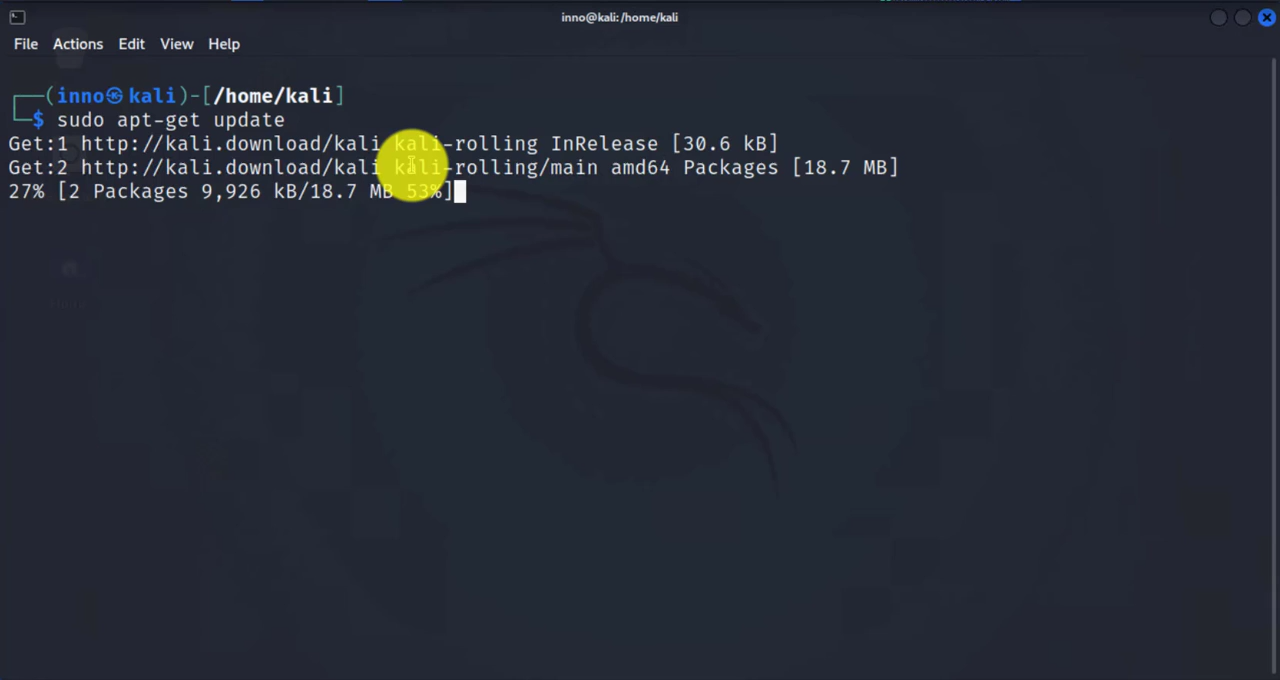 inno@kali: /home/kali
File Actions Edit View Help
┌──(inno㉿kali)-[/home/kali]
└─$ sudo apt-get update
Get:1 http://kali.download/kali kali-rolling InRelease [30.6 kB]
Get:2 http://kali.download/kali kali-rolling/main amd64 Packages [18.7 MB]
27% [2 Packages 9,926 kB/18.7 MB 53%]